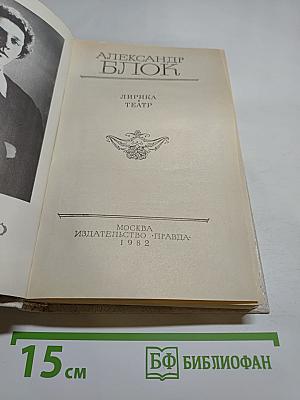 АЛЕКСАНДР
БЛОК
ЛИРИКА
ТЕАТР
МОСКВА
ИЗДАТЕЛЬСТВО «ПРАВДА»
1982
15 см
БФ БИБЛИОФАН